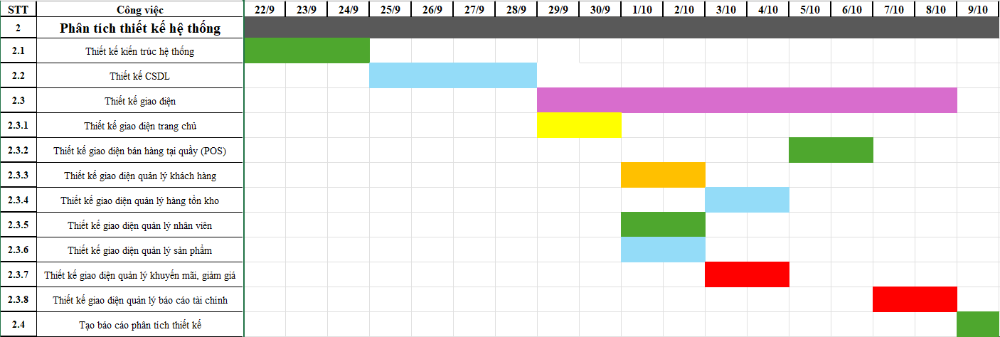 STT Công việc 22/9 23/9 24/9 25/9 26/9 27/9 28/9 29/9 30/9 1/10 2/10 3/10 4/10 5/10 6/10 7/10 8/10 9/10
2 Phân tích thiết kế hệ thống
2.1 Thiết kế kiến trúc hệ thống
2.2 Thiết kế CSDL
2.3 Thiết kế giao diện
2.3.1 Thiết kế giao diện trang chủ
2.3.2 Thiết kế giao diện bán hàng tại quầy (POS)
2.3.3 Thiết kế giao diện quản lý khách hàng
2.3.4 Thiết kế giao diện quản lý hàng tồn kho
2.3.5 Thiết kế giao diện quản lý nhân viên
2.3.6 Thiết kế giao diện quản lý sản phẩm
2.3.7 Thiết kế giao diện quản lý khuyến mãi, giảm giá
2.3.8 Thiết kế giao diện quản lý báo cáo tài chính
2.4 Tạo báo cáo phân tích thiết kế